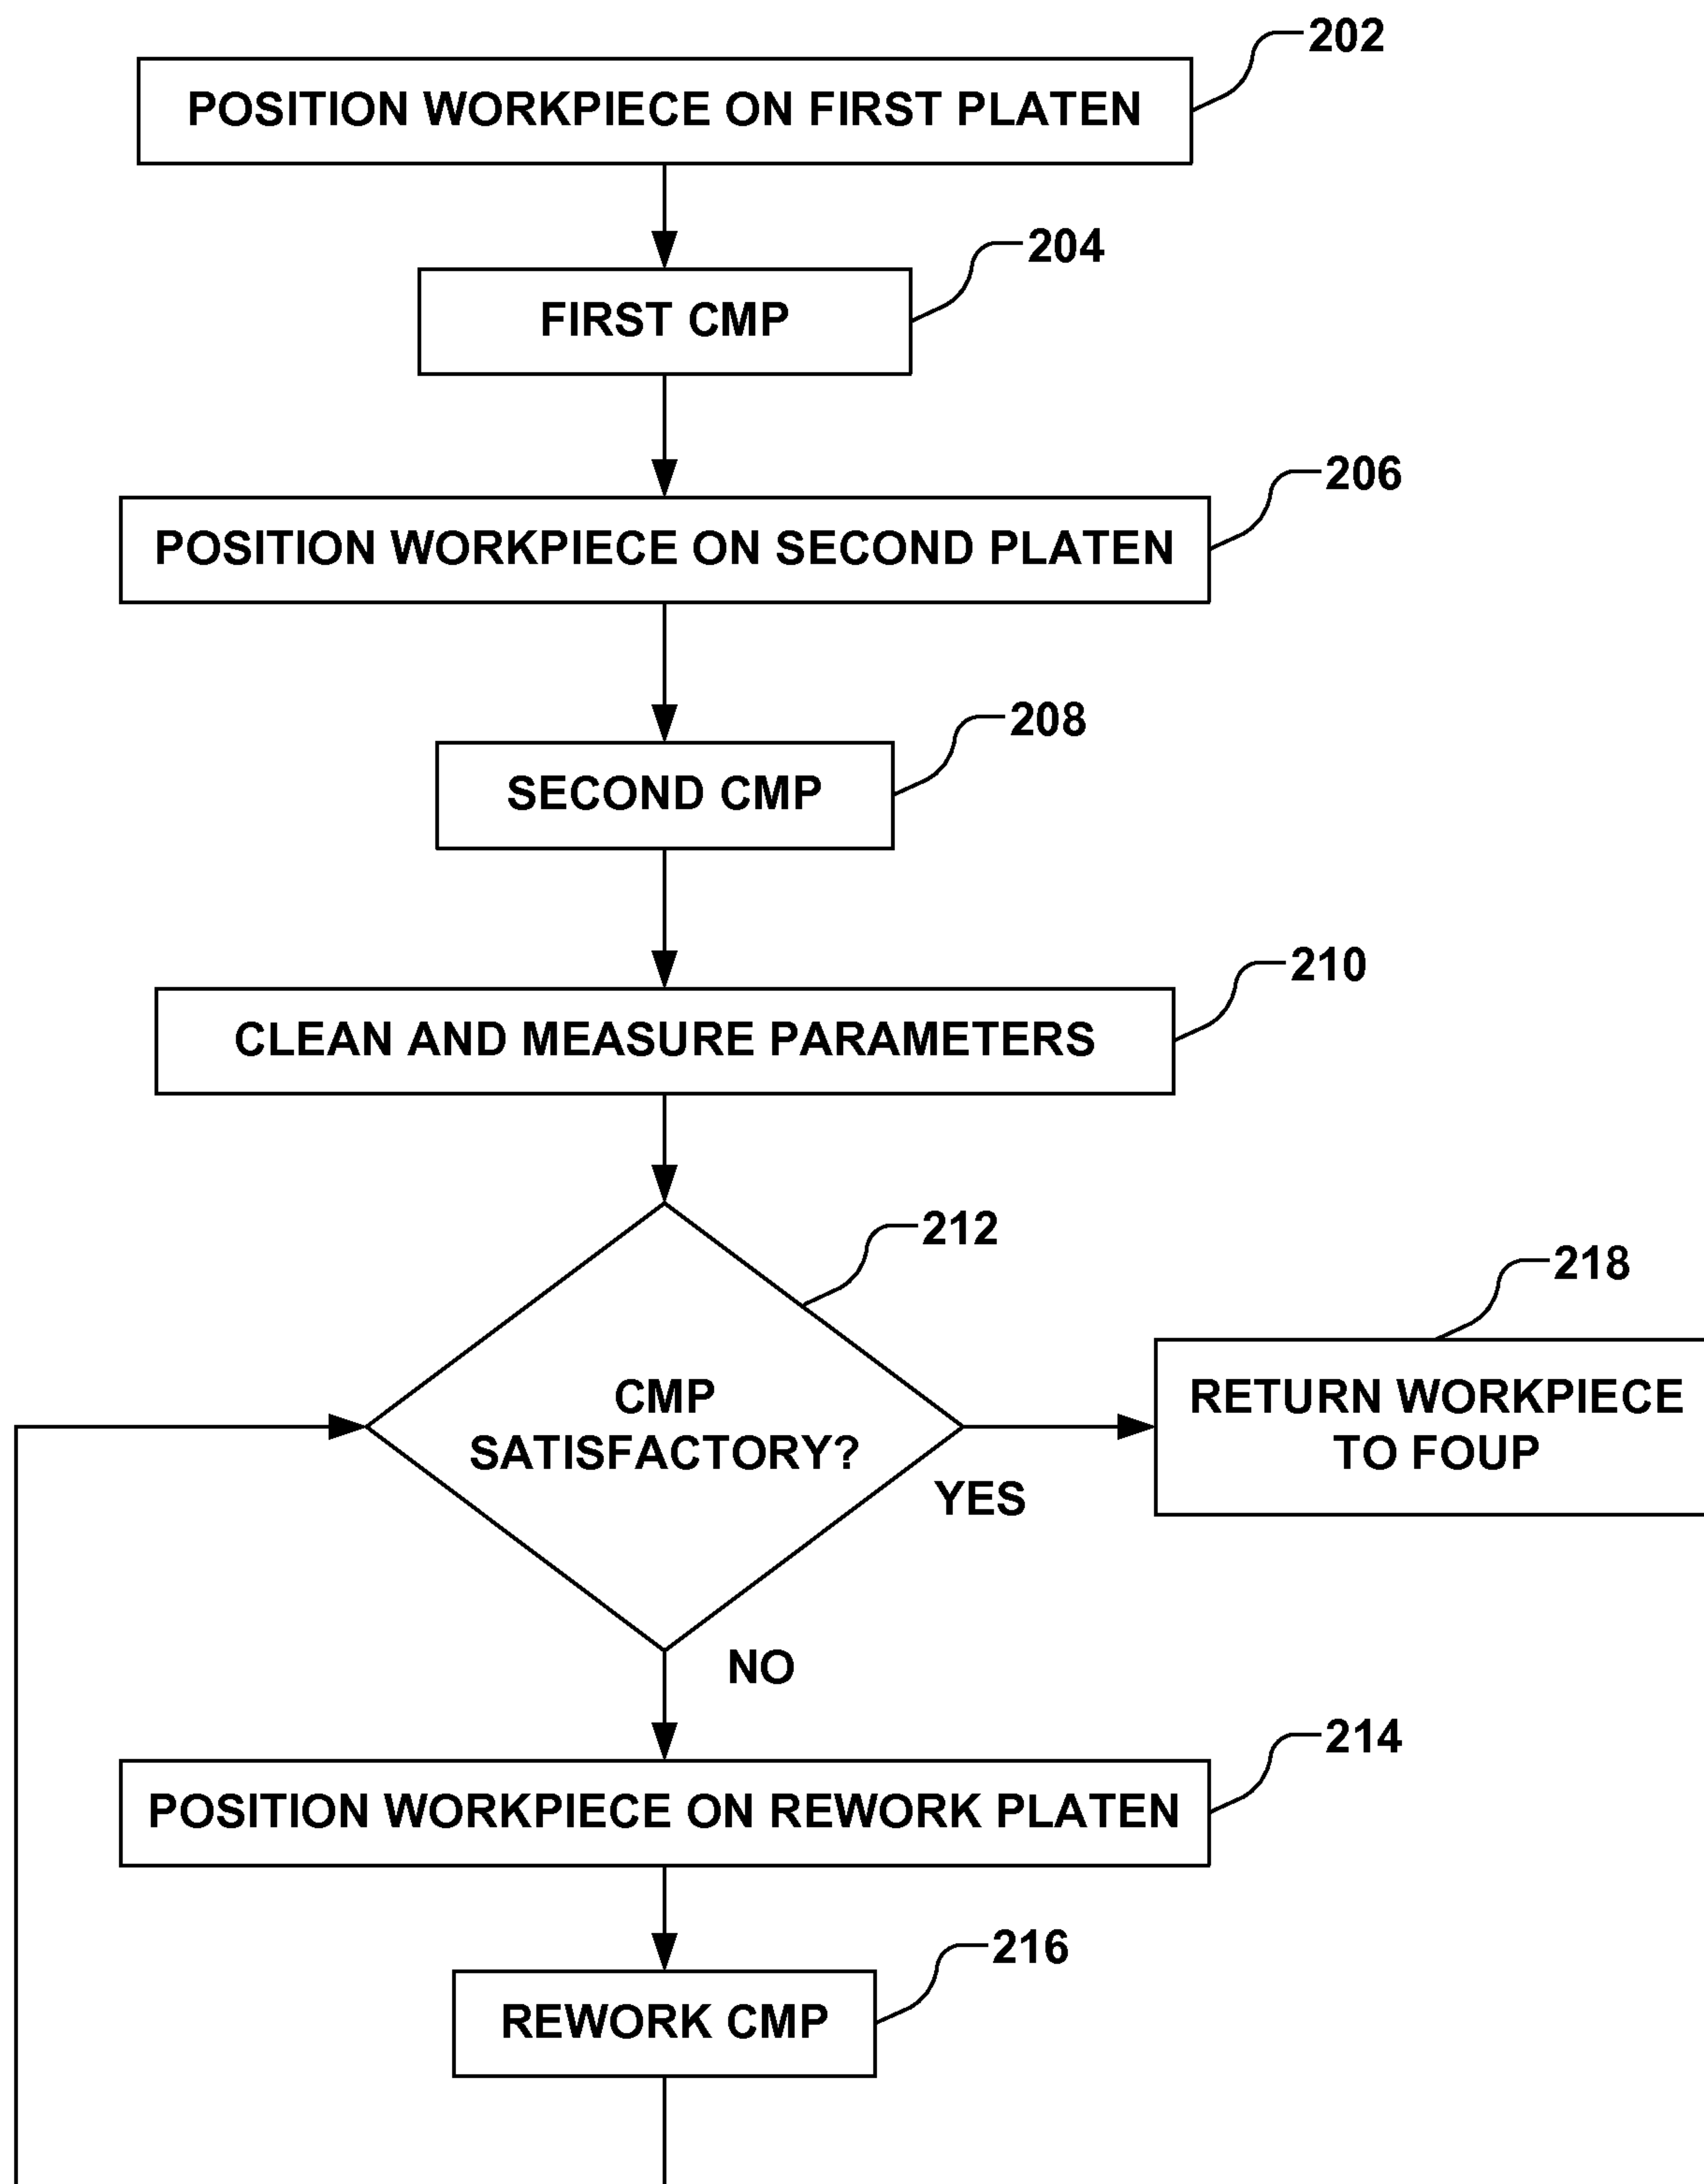 202
POSITION WORKPIECE ON FIRST PLATEN
204
FIRST CMP
206
POSITION WORKPIECE ON SECOND PLATEN
208
SECOND CMP
210
CLEAN AND MEASURE PARAMETERS
212
CMP
SATISFACTORY?
YES
218
RETURN WORKPIECE
TO FOUP
NO
214
POSITION WORKPIECE ON REWORK PLATEN
216
REWORK CMP